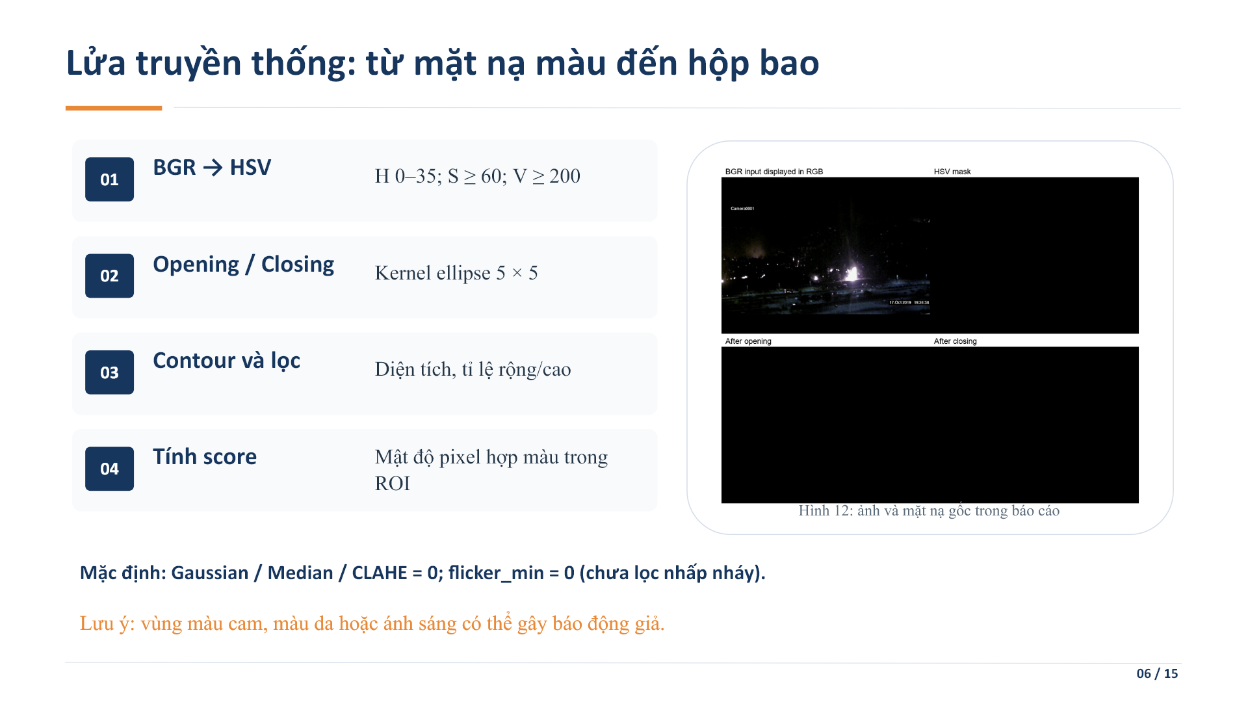 Lửa truyền thống: từ mặt nạ màu đến hộp bao
01
BGR → HSV
H 0–35; S ≥ 60; V ≥ 200
02
Opening / Closing
Kernel ellipse 5 × 5
03
Contour và lọc
Diện tích, tỉ lệ rộng/cao
04
Tính score
Mật độ pixel hợp màu trong
ROI
BGR input displayed in RGB
HSV mask
Camera0001
After opening
After closing
Hình 12: ảnh và mặt nạ gốc trong báo cáo
Mặc định: Gaussian / Median / CLAHE = 0; flicker_min = 0 (chưa lọc nhấp nháy).
Lưu ý: vùng màu cam, màu da hoặc ánh sáng có thể gây báo động giả.
06 / 15